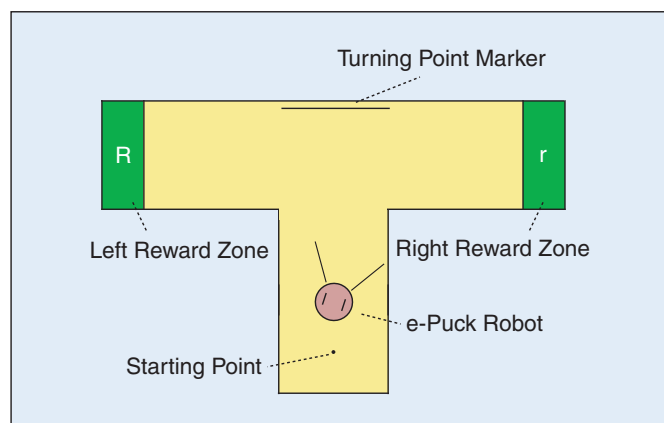 Turning Point Marker
R
r
Left Reward Zone
Right Reward Zone
e-Puck Robot
Starting Point